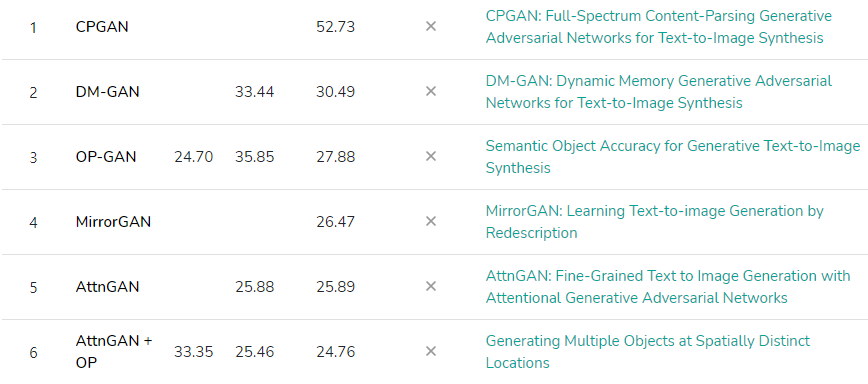 1 CPGAN 52.73 × CPGAN: Full-Spectrum Content-Parsing Generative
Adversarial Networks for Text-to-Image Synthesis
2 DM-GAN 33.44 30.49 × DM-GAN: Dynamic Memory Generative Adversarial
Networks for Text-to-Image Synthesis
3 OP-GAN 24.70 35.85 27.88 × Semantic Object Accuracy for Generative Text-to-Image
Synthesis
4 MirrorGAN 26.47 × MirrorGAN: Learning Text-to-image Generation by
Redescription
5 AttnGAN 25.88 25.89 × AttnGAN: Fine-Grained Text to Image Generation with
Attentional Generative Adversarial Networks
6 AttnGAN +
OP 33.35 25.46 24.76 × Generating Multiple Objects at Spatially Distinct
Locations